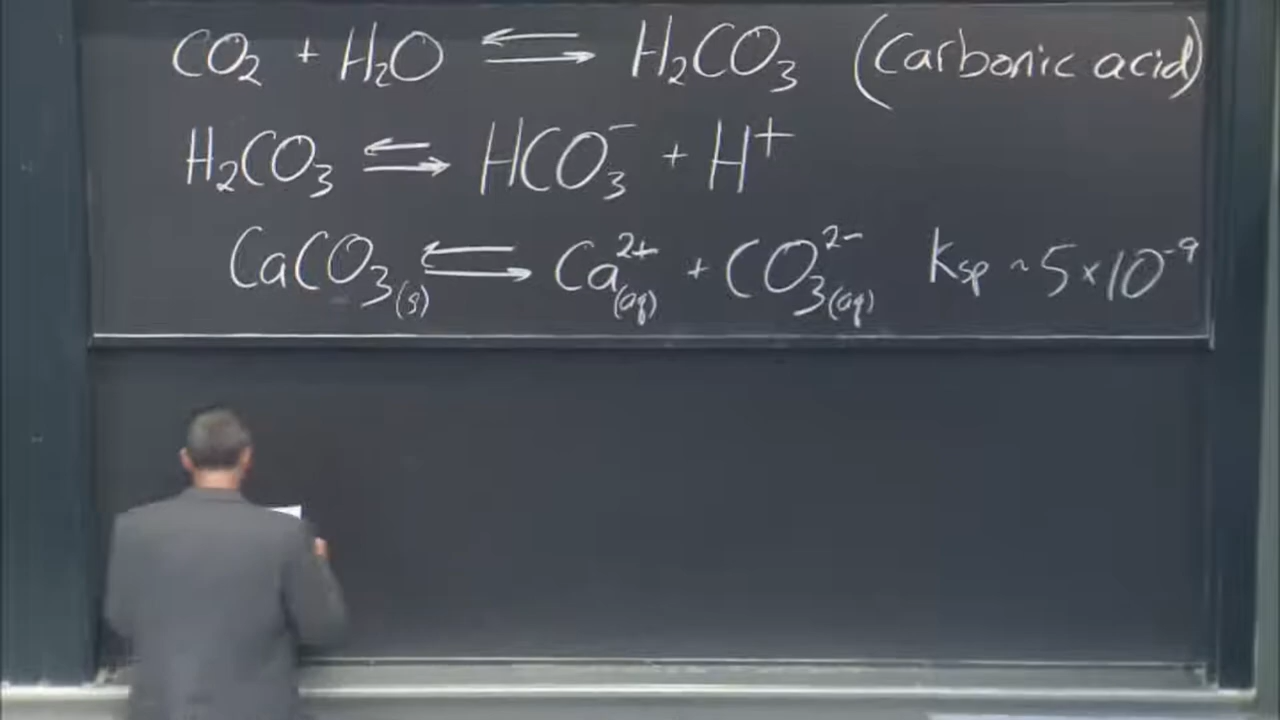 CO₂ + H₂O ⇌ H₂CO₃ (Carbonic acid)
H₂CO₃ ⇌ HCO₃⁻ + H⁺
CaCO₃(s) ⇌ Ca²⁺(aq) + CO₃²⁻(aq) Ksp ~ 5×10⁻⁹